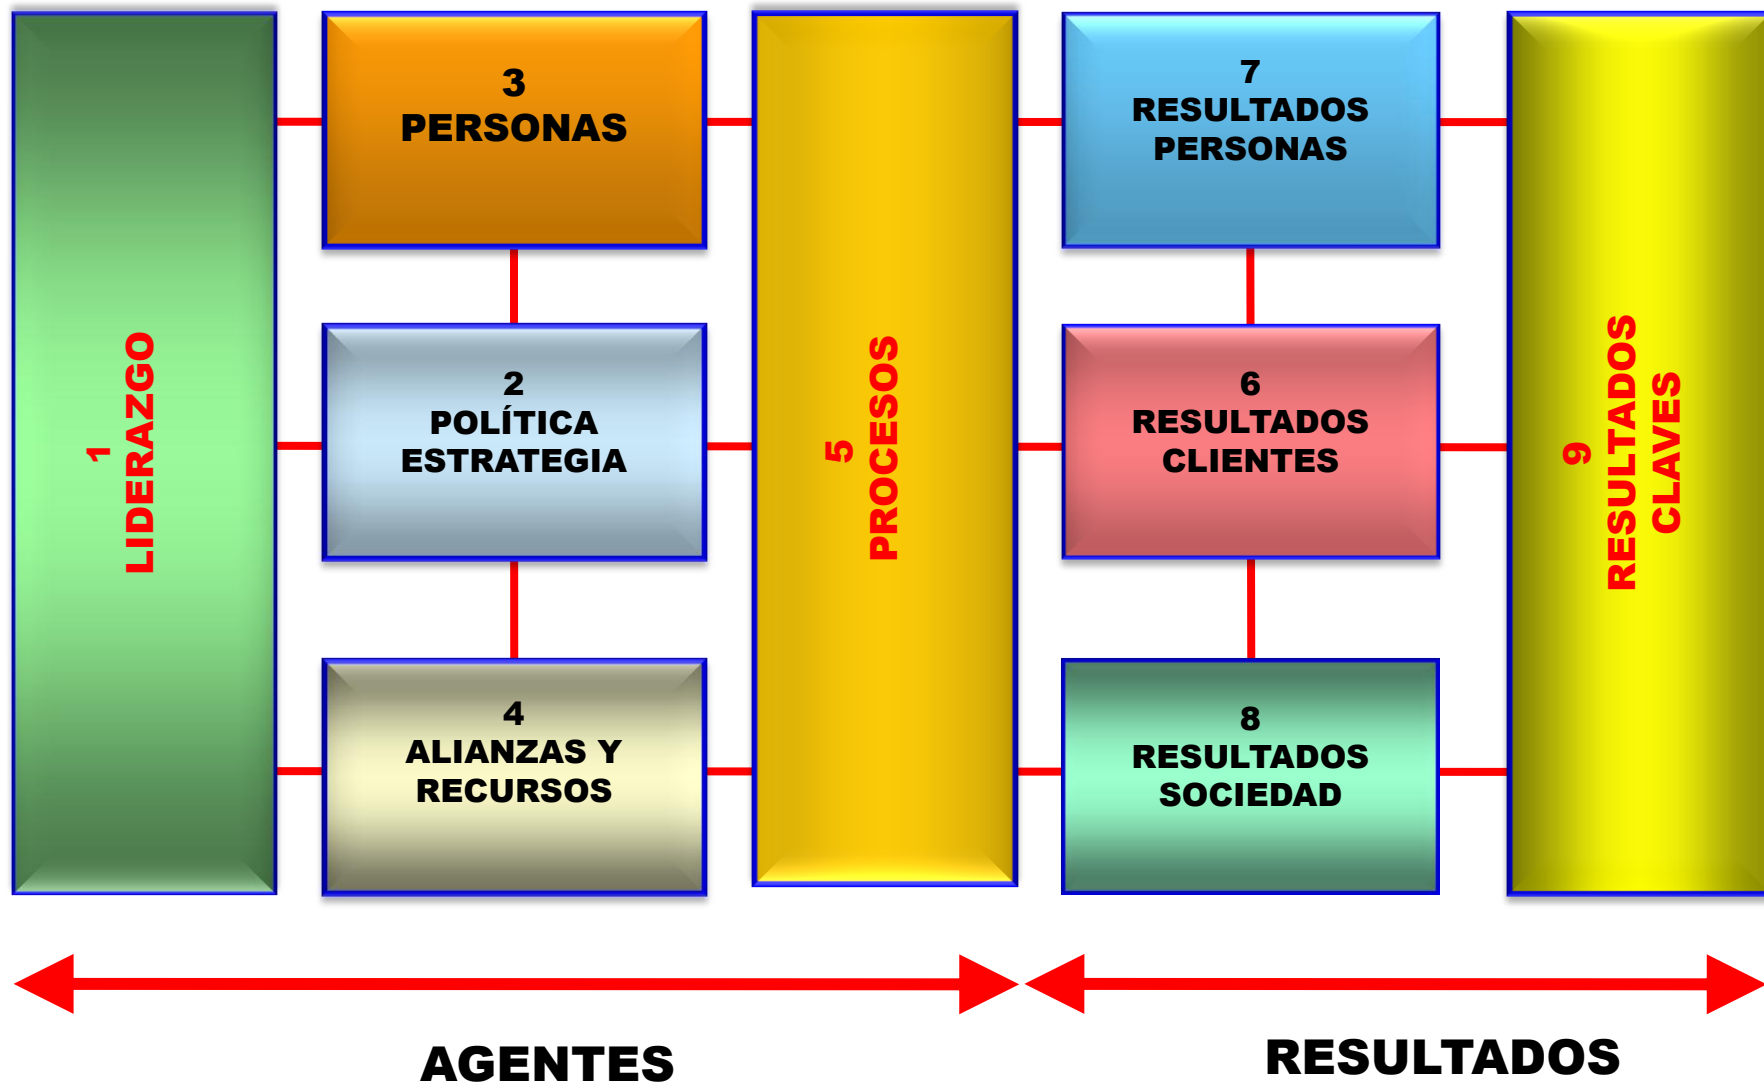 1
LIDERAZGO
3
PERSONAS
2
POLÍTICA
ESTRATEGIA
4
ALIANZAS Y
RECURSOS
5
PROCESOS
7
RESULTADOS
PERSONAS
6
RESULTADOS
CLIENTES
8
RESULTADOS
SOCIEDAD
9
RESULTADOS
CLAVES
AGENTES
RESULTADOS